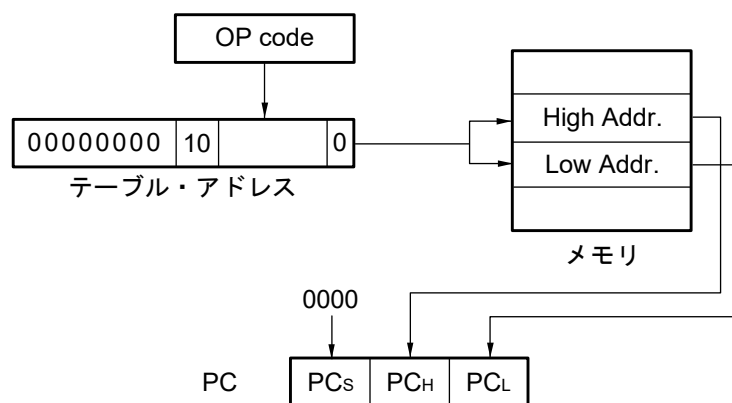 OP code
00000000 10 0
テーブル・アドレス
High Addr.
Low Addr.
メモリ
0000
PC PCS PCH PCL